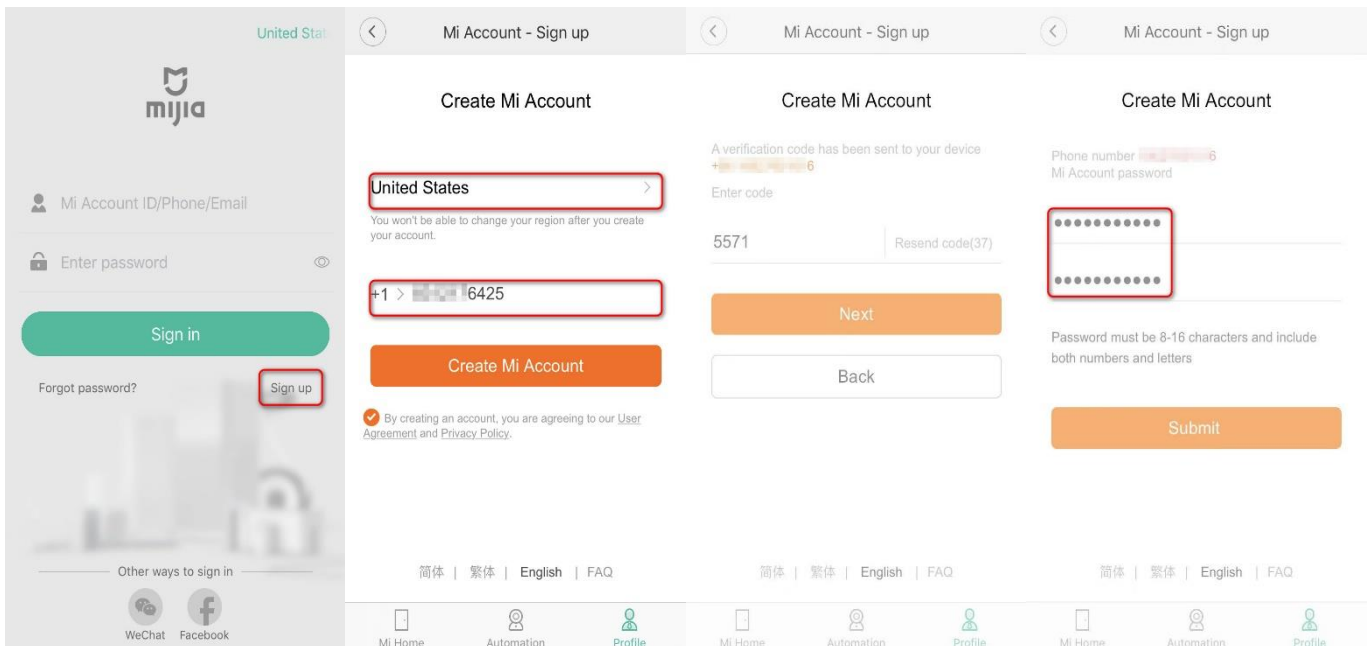 United Stat
mijia
Mi Account ID/Phone/Email
Enter password
Sign in
Forgot password?
Sign up
Other ways to sign in
WeChat
Facebook
Mi Account - Sign up
Create Mi Account
United States
You won't be able to change your region after you create
your account.
+1 > 6425
Create Mi Account
By creating an account, you are agreeing to our User
Agreement and Privacy Policy.
简体 | 繁体 | English | FAQ
Mi Home
Automation
Profile
Mi Account - Sign up
Create Mi Account
A verification code has been sent to your device
+ 6
Enter code
5571
Resend code(37)
Next
Back
简体 | 繁体 | English | FAQ
Mi Home
Automation
Profile
Mi Account - Sign up
Create Mi Account
Phone number 6
Mi Account password
Password must be 8-16 characters and include
both numbers and letters
Submit
简体 | 繁体 | English | FAQ
Mi Home
Automation
Profile